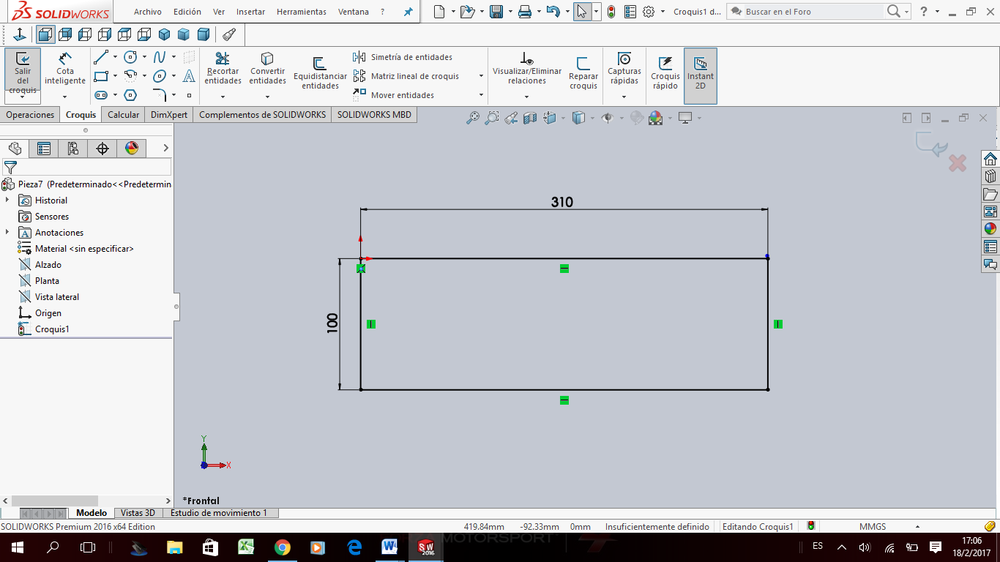 SOLIDWORKS
Archivo Edición Ver Insertar Herramientas Ventana ?
Croquis1 d...
Buscar en el Foro
?
Salir del croquis
Cota inteligente
Recortar entidades
Convertir entidades
Equidistanciar entidades
Simetría de entidades
Matriz lineal de croquis
Mover entidades
Visualizar/Eliminar relaciones
Reparar croquis
Capturas rápidas
Croquis rápido
Instant 2D
Operaciones Croquis Calcular DimXpert Complementos de SOLIDWORKS SOLIDWORKS MBD
Pieza7 (Predeterminado<<Predetermin
Historial
Sensores
Anotaciones
Material <sin especificar>
Alzado
Planta
Vista lateral
Origen
Croquis1
310
100
Y
X
*Frontal
Modelo Vistas 3D Estudio de movimiento 1
SOLIDWORKS Premium 2016 x64 Edition 419.84mm -92.33mm 0mm Insuficientemente definido Editando Croquis1 MMGS
MOTORSPORT
SW
2016
ES
17:06
18/2/2017